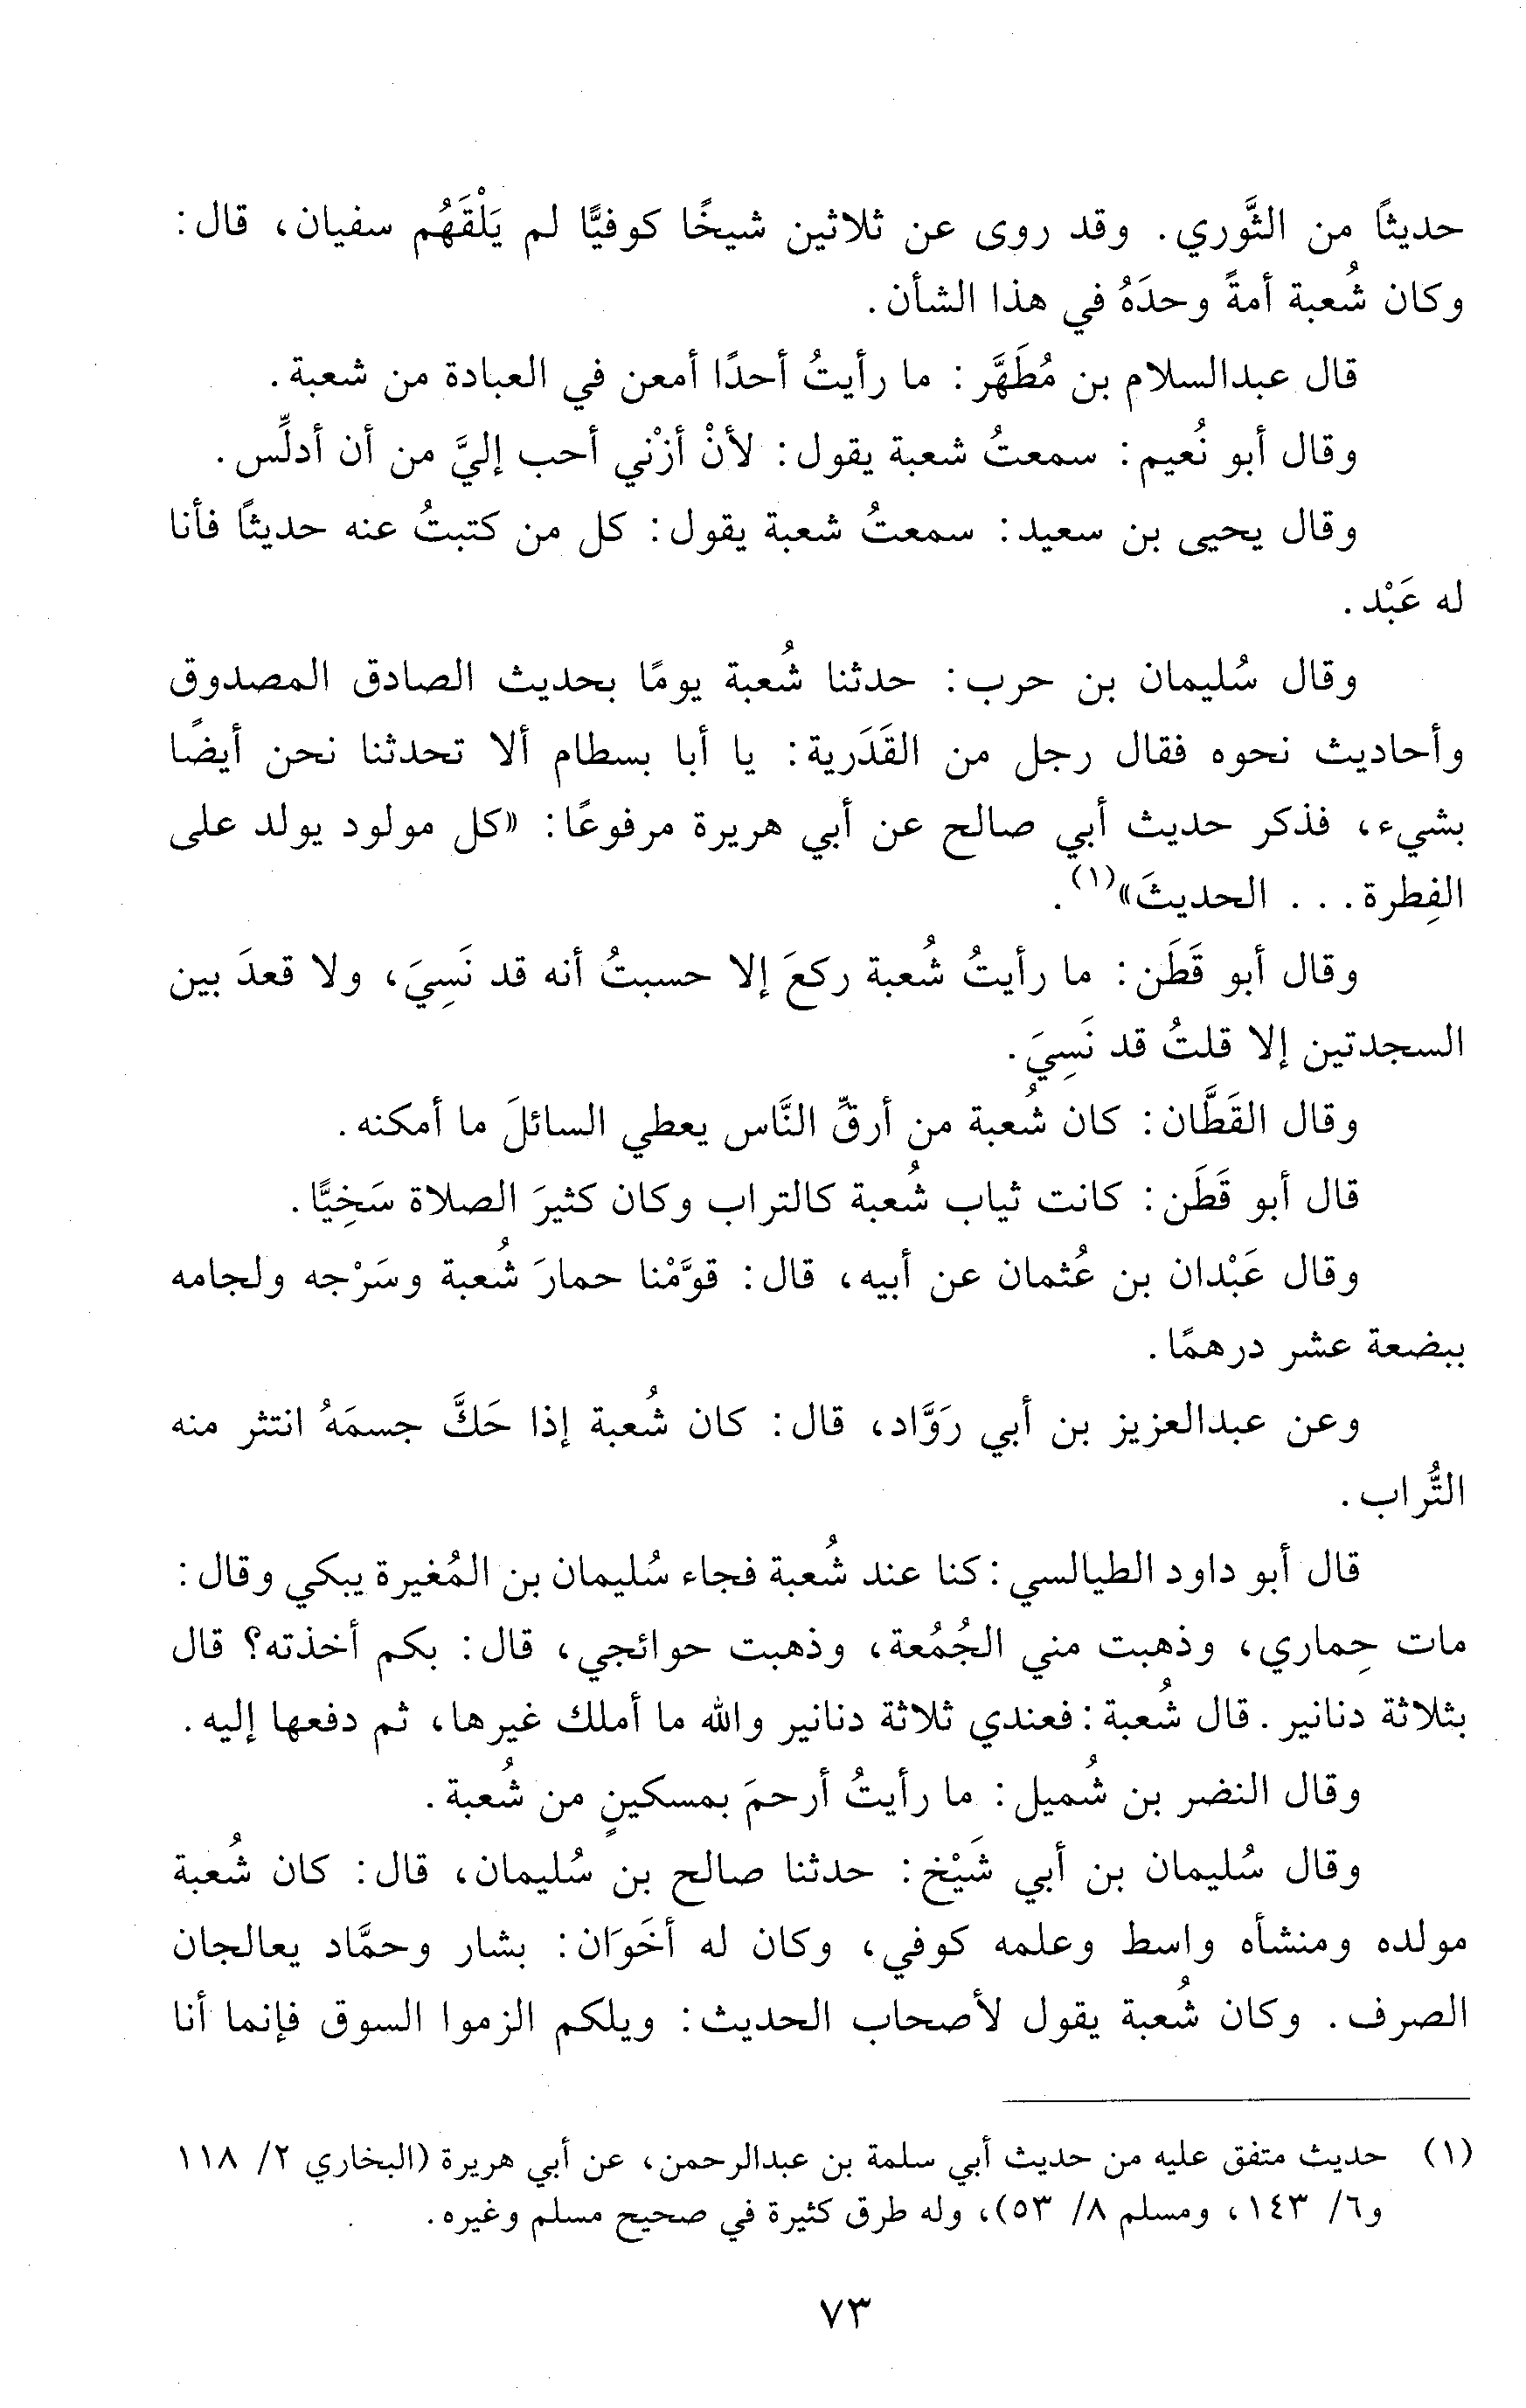 حديثاً من الثَّوري. وقد روى عن ثلاثين شيخًا كوفيًّا لم يَلْقَهُم سفيان، قال:
وكان شُعبة أمةً وحدَهُ في هذا الشأن.
قال عبدالسلام بن مُطَهَّر: ما رأيتُ أحدًا أمعن في العبادة من شعبة.
وقال أبو نُعيم: سمعتُ شعبة يقول: لأنْ أزْني أحب إليَّ من أن أدلِّس.
وقال يحيى بن سعيد: سمعتُ شعبة يقول: كل من كتبتُ عنه حديثاً فأنا
له عَبْد.
وقال سُليمان بن حرب: حدثنا شُعبة يومًا بحديث الصادق المصدوق
وأحاديث نحوه فقال رجل من القَدَرية: يا أبا بسطام ألا تحدثنا نحن أيضًا
بشيء، فذكر حديث أبي صالح عن أبي هريرة مرفوعًا: «كل مولود يولد على
الفِطرة... الحديثَ»(١).
وقال أبو قَطَن: ما رأيتُ شُعبة ركعَ إلا حسبتُ أنه قد نَسِيَ، ولا قعدَ بين
السجدتين إلا قلتُ قد نَسِيَ.
وقال القَطَّان: كان شُعبة من أرقِّ النَّاس يعطي السائلَ ما أمكنه.
قال أبو قَطَن: كانت ثياب شُعبة كالتراب وكان كثيرَ الصلاة سَخِيًّا.
وقال عَبْدان بن عُثمان عن أبيه، قال: قوَّمْنا حمارَ شُعبة وسَرْجه ولجامه
ببضعة عشر درهمًا.
وعن عبدالعزيز بن أبي رَوَّاد، قال: كان شُعبة إذا حَكَّ جسمَهُ انتثر منه
التُّراب.
قال أبو داود الطيالسي: كنا عند شُعبة فجاء سُليمان بن المُغيرة يبكي وقال:
مات حِماري، وذهبت مني الجُمُعة، وذهبت حوائجي، قال: بكم أخذته؟ قال
بثلاثة دنانير. قال شُعبة: فعندي ثلاثة دنانير والله ما أملك غيرها، ثم دفعها إليه.
وقال النضر بن شُميل: ما رأيتُ أرحمَ بمسكينٍ من شُعبة.
وقال سُليمان بن أبي شَيْخ: حدثنا صالح بن سُليمان، قال: كان شُعبة
مولده ومنشأه واسط وعلمه كوفي، وكان له أخَوَان: بشار وحمَّاد يعالجان
الصرف. وكان شُعبة يقول لأصحاب الحديث: ويلكم الزموا السوق فإنما أنا
(١) حديث متفق عليه من حديث أبي سلمة بن عبدالرحمن، عن أبي هريرة (البخاري ٢/ ١١٨
و٦/ ١٤٣، ومسلم ٨/ ٥٣)، وله طرق كثيرة في صحيح مسلم وغيره.
٧٣